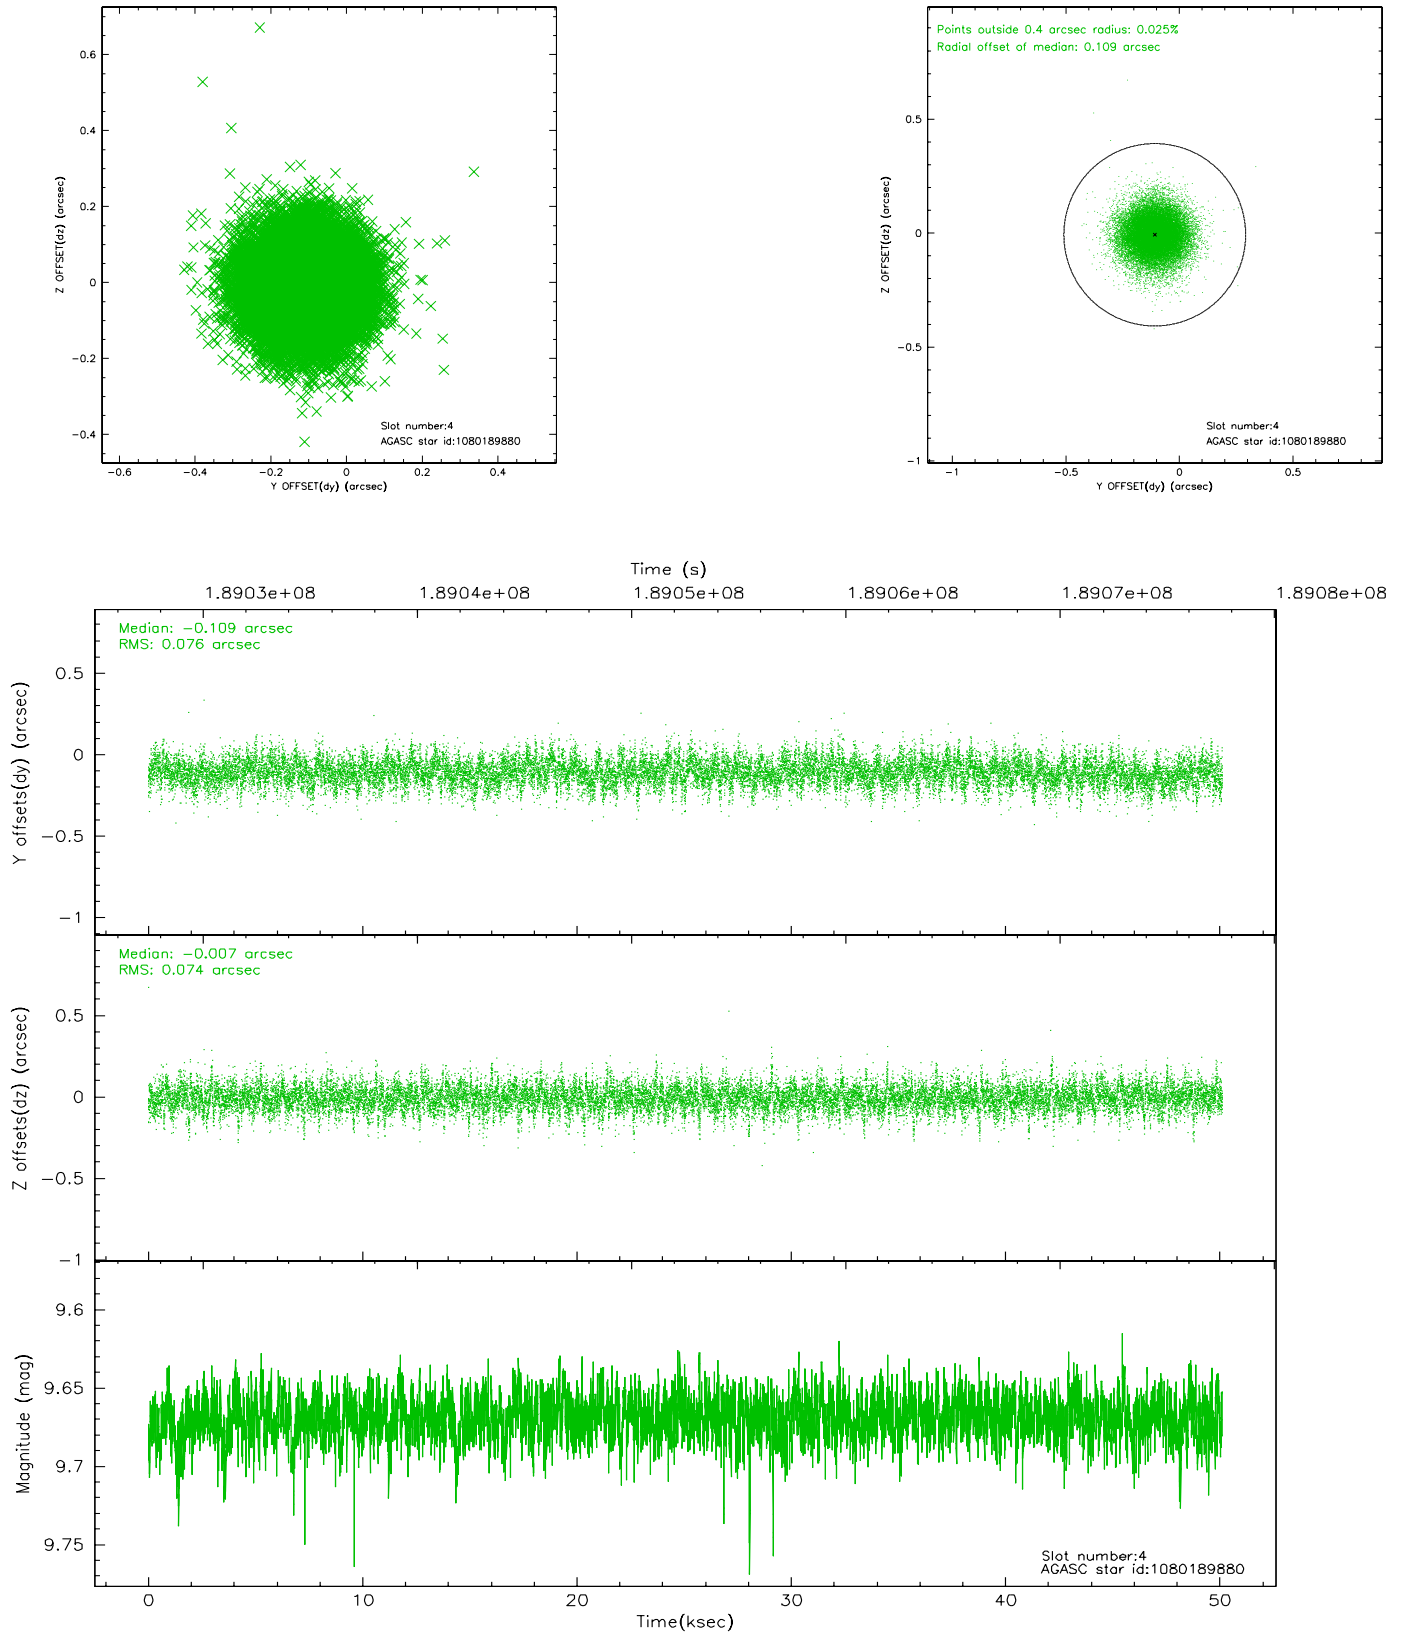 0.6
0.4
0.2
0
−0.2
−0.4
Z OFFSET(dz) (arcsec)
−0.6 −0.4 −0.2 0 0.2 0.4
Y OFFSET(dy) (arcsec)
Slot number:4
AGASC star id:1080189880
Points outside 0.4 arcsec radius: 0.025%
Radial offset of median: 0.109 arcsec
0.5
0
−0.5
−1
Z OFFSET(dz) (arcsec)
−1 −0.5 0 0.5
Y OFFSET(dy) (arcsec)
Slot number:4
AGASC star id:1080189880
Time (s)
1.8903e+08 1.8904e+08 1.8905e+08 1.8906e+08 1.8907e+08 1.8908e+08
Median: −0.109 arcsec
RMS: 0.076 arcsec
0.5
0
−0.5
−1
Y offsets(dy) (arcsec)
Median: −0.007 arcsec
RMS: 0.074 arcsec
0.5
0
−0.5
−1
Z offsets(dz) (arcsec)
9.6
9.65
9.7
9.75
Magnitude (mag)
Slot number:4
AGASC star id:1080189880
0 10 20 30 40 50
Time(ksec)